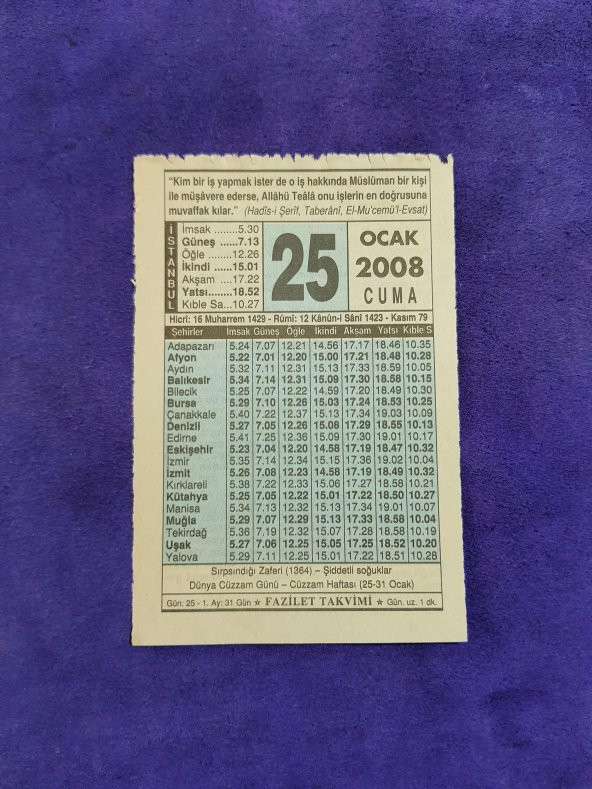 “Kim bir iş yapmak ister de o iş hakkında Müslüman bir kişi
ile müşâvere ederse, Allâhü Teâlâ onu işlerin en doğrusuna
muvaffak kılar.” (Hadîs-i Şerîf, Taberânî, El-Mu'cemü'l-Evsat)
İSTANBUL
İmsak ........5.30
Güneş ......7.13
Öğle ........12.26
İkindi ......15.01
Akşam ....17.22
Yatsı........18.52
Kıble Sa...10.27
25
OCAK
2008
CUMA
Hicrî: 16 Muharrem 1429 - Rûmî: 12 Kânûn-i Sânî 1423 - Kasım 79
Şehirler İmsak Güneş Öğle İkindi Akşam Yatsı Kıble S
Adapazarı 5.24 7.07 12.21 14.56 17.17 18.46 10.35
Afyon 5.22 7.01 12.20 15.00 17.21 18.48 10.28
Aydın 5.32 7.11 12.31 15.13 17.33 18.59 10.05
Balıkesir 5.34 7.14 12.31 15.09 17.30 18.58 10.15
Bilecik 5.25 7.07 12.22 14.59 17.20 18.49 10.30
Bursa 5.29 7.10 12.26 15.03 17.24 18.53 10.25
Çanakkale 5.40 7.22 12.37 15.13 17.34 19.03 10.09
Denizli 5.27 7.05 12.26 15.08 17.29 18.55 10.13
Edirne 5.41 7.25 12.36 15.09 17.30 19.01 10.17
Eskişehir 5.23 7.04 12.20 14.58 17.19 18.47 10.32
İzmir 5.35 7.14 12.34 15.15 17.36 19.02 10.04
İzmit 5.26 7.08 12.23 14.58 17.19 18.49 10.32
Kırklareli 5.38 7.22 12.33 15.06 17.27 18.58 10.21
Kütahya 5.25 7.05 12.22 15.01 17.22 18.50 10.27
Manisa 5.34 7.13 12.32 15.13 17.34 19.01 10.07
Muğla 5.29 7.07 12.29 15.13 17.33 18.58 10.04
Tekirdağ 5.36 7.19 12.32 15.07 17.28 18.58 10.19
Uşak 5.27 7.06 12.25 15.05 17.25 18.52 10.20
Yalova 5.29 7.11 12.25 15.01 17.22 18.51 10.28
Sırpsındığı Zaferi (1364) – Şiddetli soğuklar
Dünya Cüzzam Günü – Cüzzam Haftası (25-31 Ocak)
Gün: 25 - 1. Ay: 31 Gün ★ FAZİLET TAKVİMİ ★ Gün. uz. 1 dk.